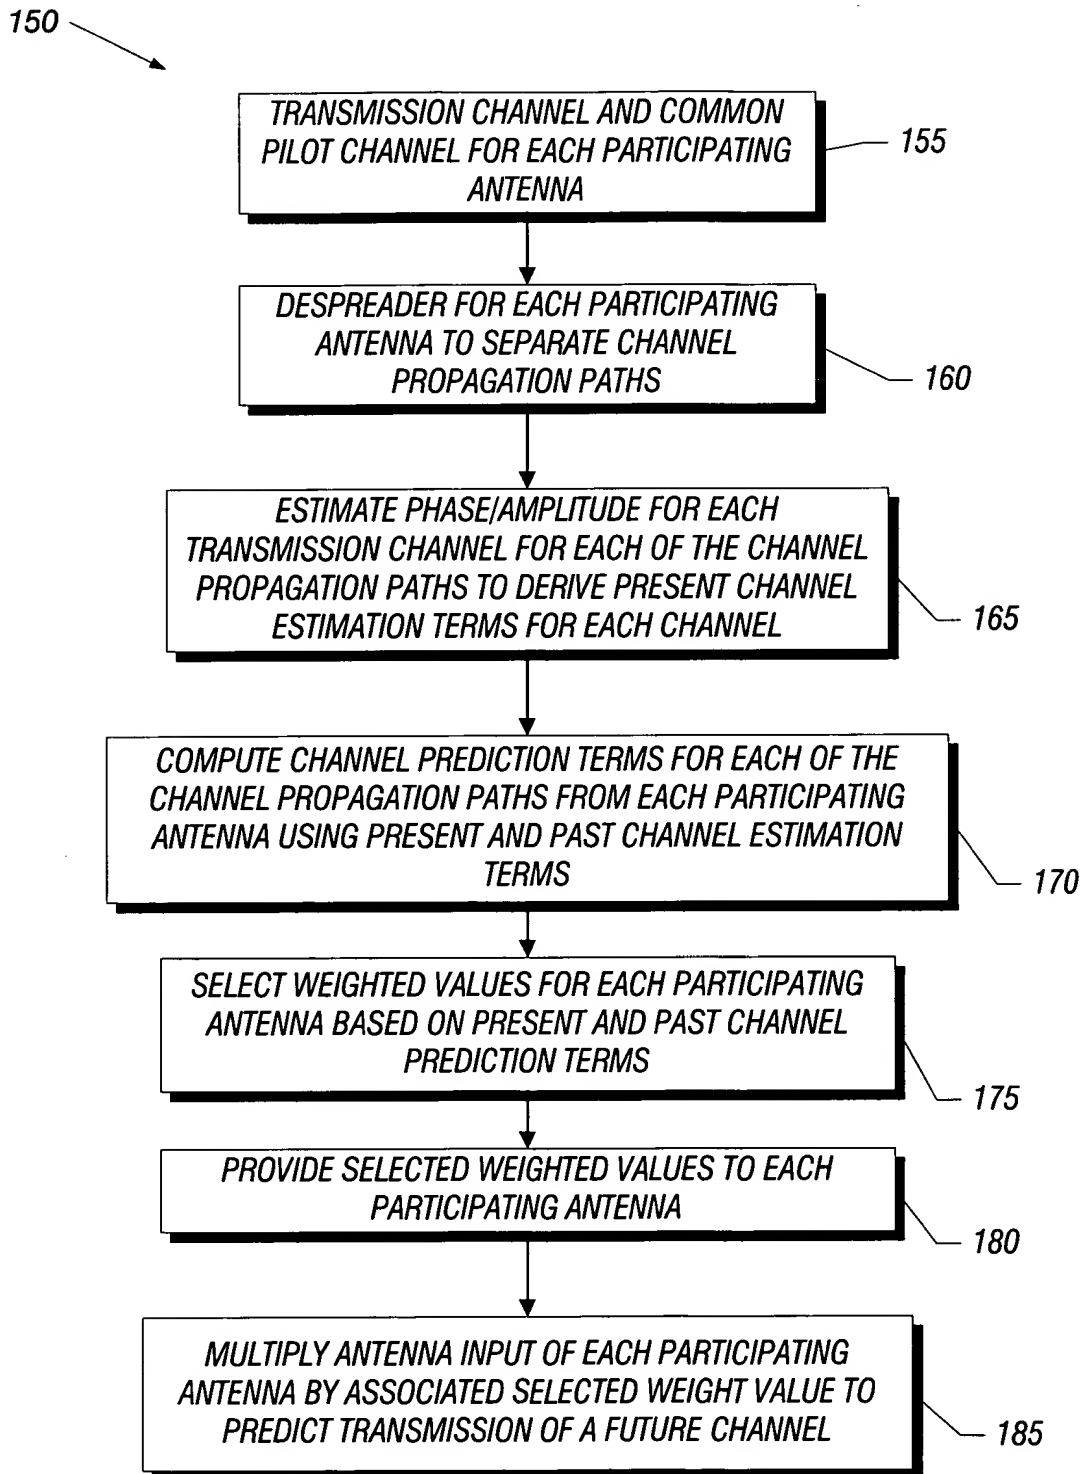 150
TRANSMISSION CHANNEL AND COMMON
PILOT CHANNEL FOR EACH PARTICIPATING
ANTENNA
155
DESPREADER FOR EACH PARTICIPATING
ANTENNA TO SEPARATE CHANNEL
PROPAGATION PATHS
160
ESTIMATE PHASE/AMPLITUDE FOR EACH
TRANSMISSION CHANNEL FOR EACH OF THE CHANNEL
PROPAGATION PATHS TO DERIVE PRESENT CHANNEL
ESTIMATION TERMS FOR EACH CHANNEL
165
COMPUTE CHANNEL PREDICTION TERMS FOR EACH OF THE
CHANNEL PROPAGATION PATHS FROM EACH PARTICIPATING
ANTENNA USING PRESENT AND PAST CHANNEL ESTIMATION
TERMS
170
SELECT WEIGHTED VALUES FOR EACH PARTICIPATING
ANTENNA BASED ON PRESENT AND PAST CHANNEL
PREDICTION TERMS
175
PROVIDE SELECTED WEIGHTED VALUES TO EACH
PARTICIPATING ANTENNA
180
MULTIPLY ANTENNA INPUT OF EACH PARTICIPATING
ANTENNA BY ASSOCIATED SELECTED WEIGHT VALUE TO
PREDICT TRANSMISSION OF A FUTURE CHANNEL
185